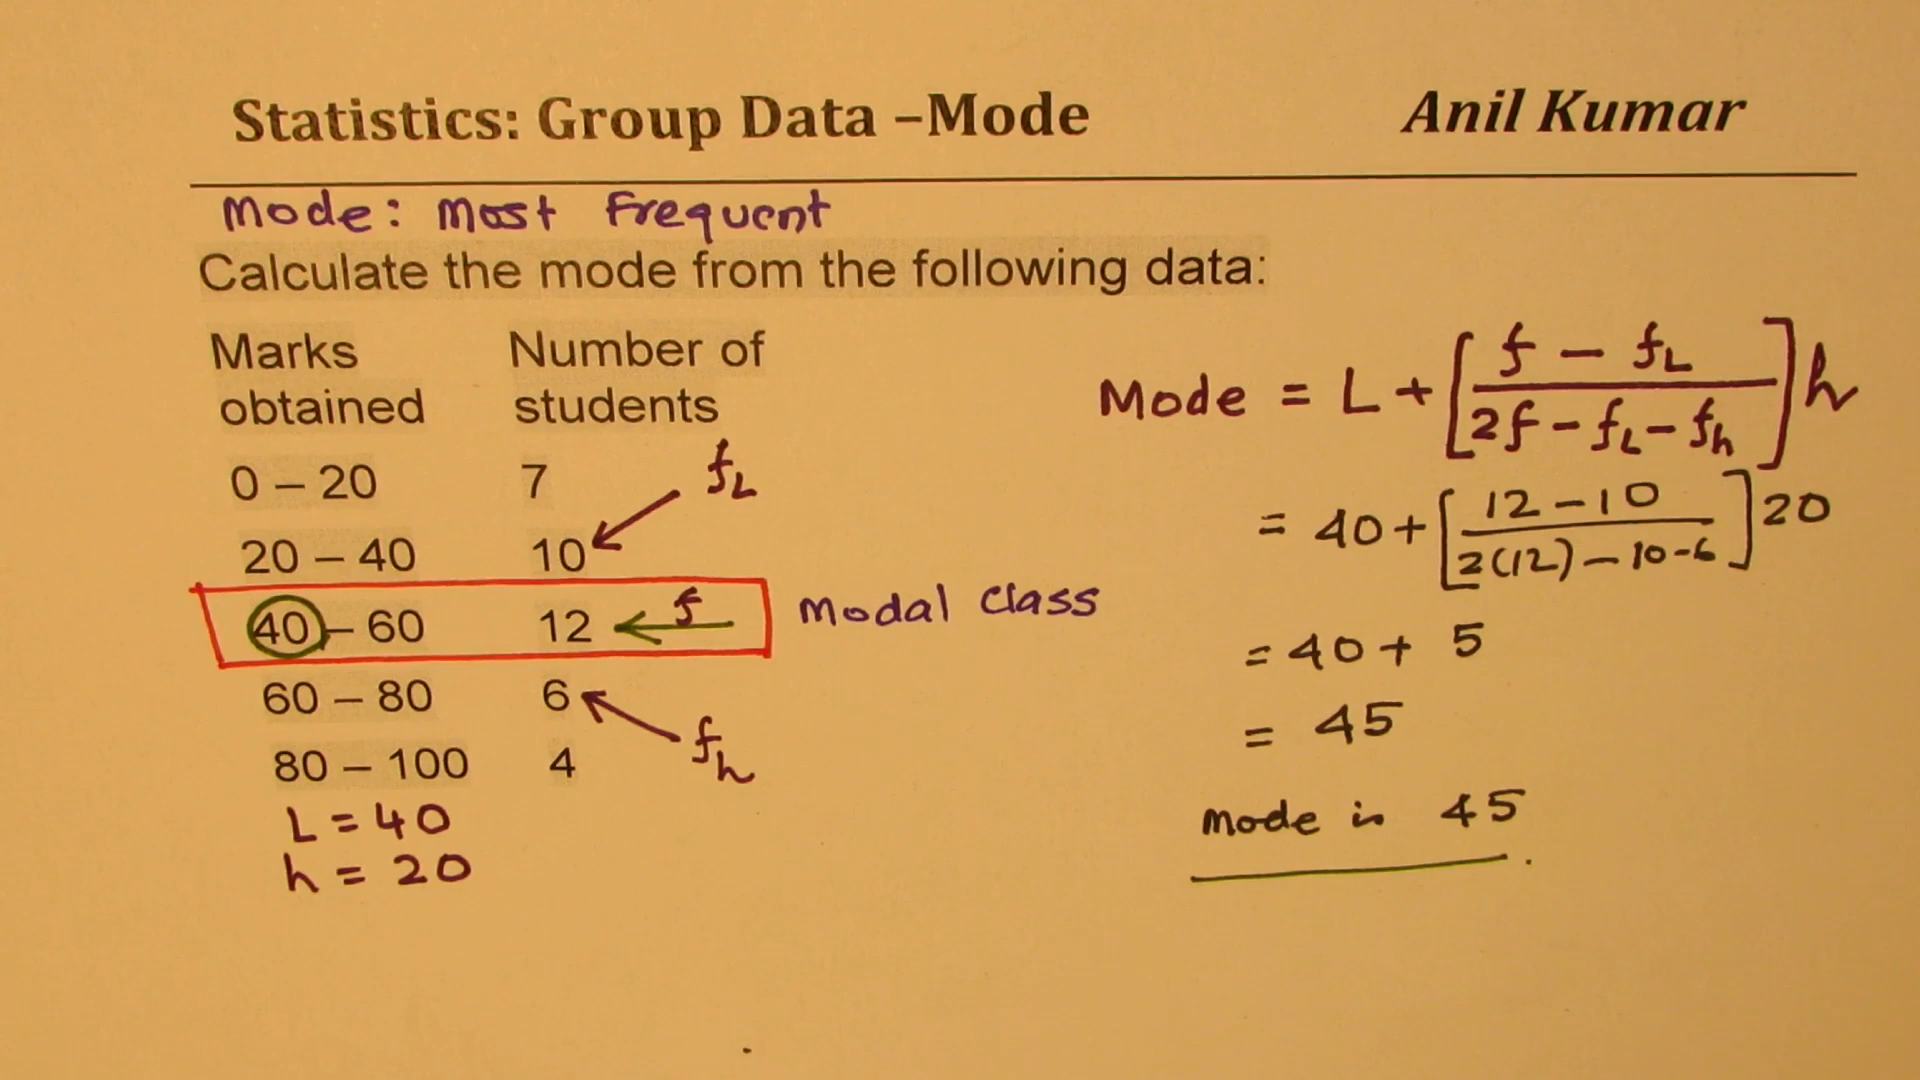 Statistics: Group Data –Mode
Anil Kumar
Mode: Most Frequent
Calculate the mode from the following data:
Marks obtained Number of students
0 – 20 7 fL
20 – 40 10
40 – 60 12 f Modal Class
60 – 80 6 fh
80 – 100 4
L = 40
h = 20
Mode = L + [ (f – fL) / (2f – fL – fh) ] h
= 40 + [ (12 – 10) / (2(12) – 10 - 6) ] 20
= 40 + 5
= 45
Mode is 45.